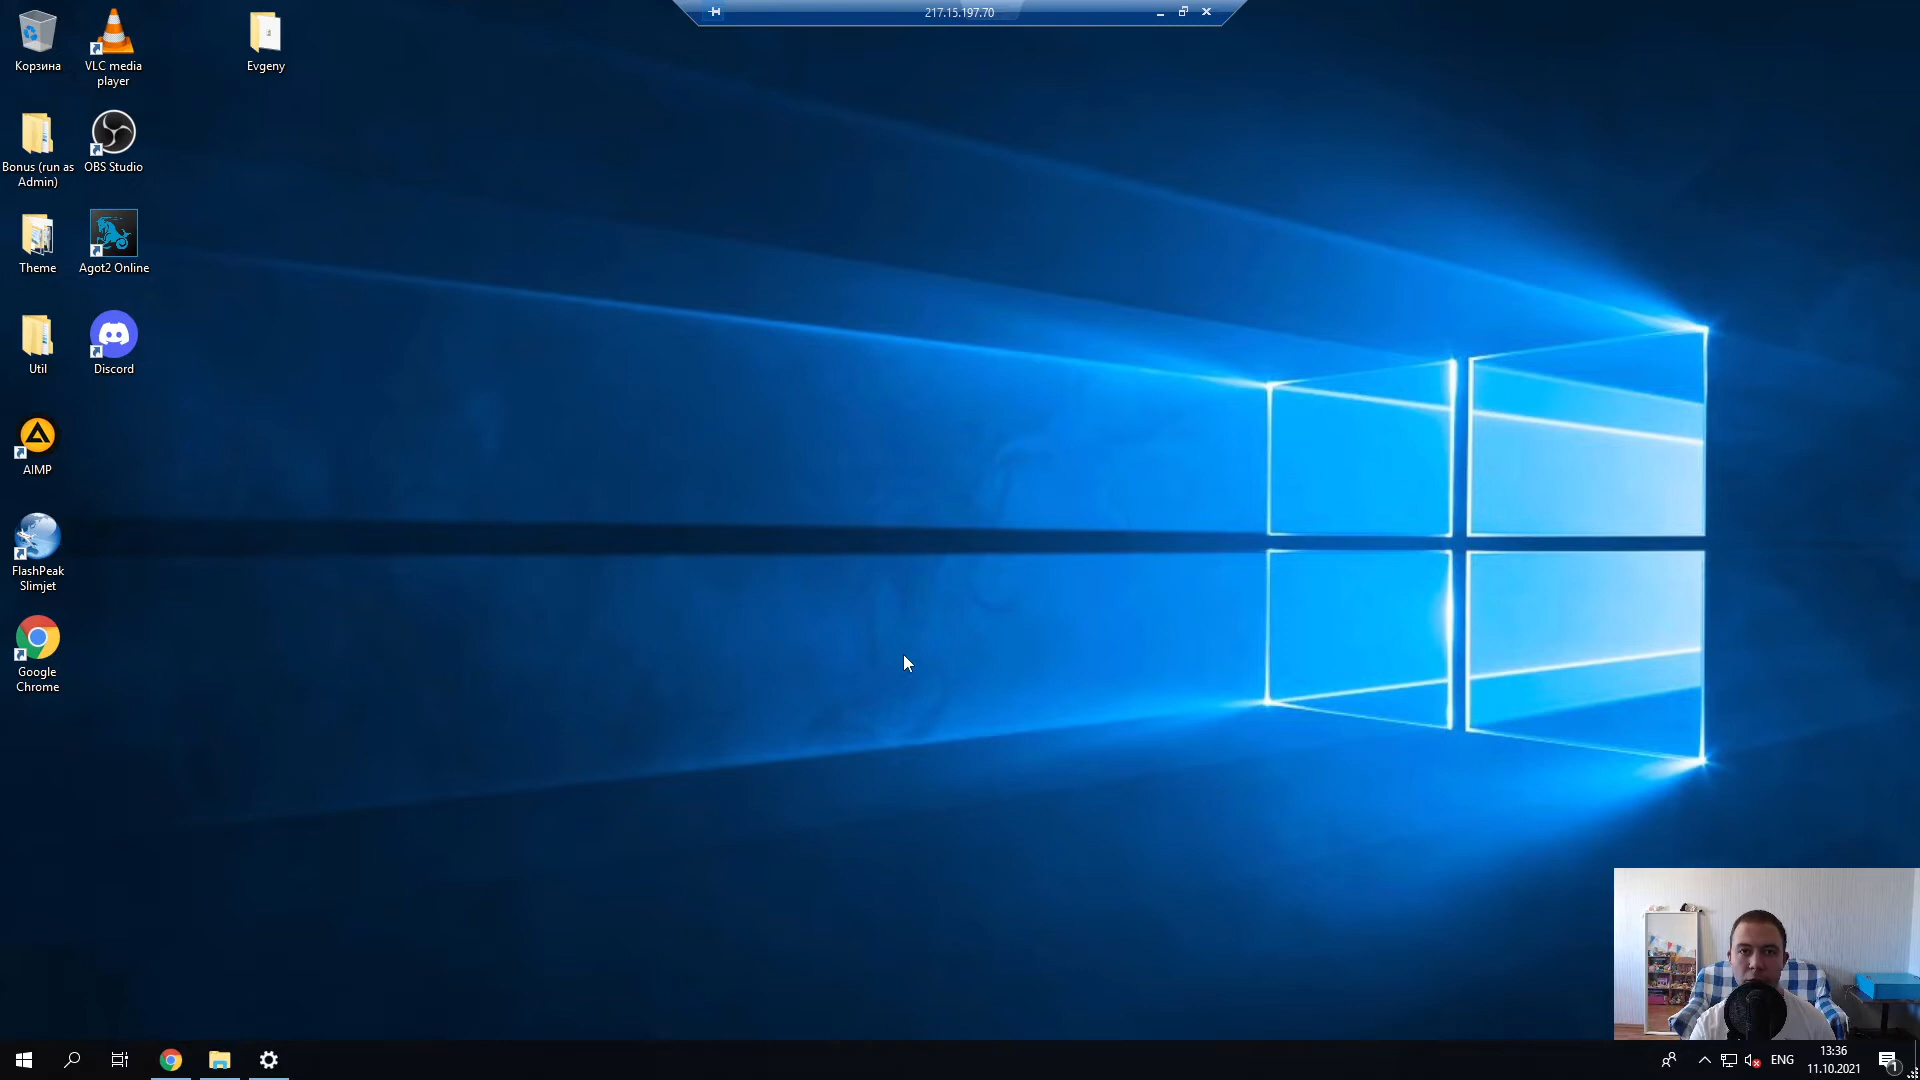 217.15.197.70
Корзина
VLC media
player
Evgeny
Bonus (run as
Admin)
OBS Studio
Theme
Agot2 Online
Util
Discord
AIMP
FlashPeak
Slimjet
Google
Chrome
ENG
13:36
11.10.2021
1